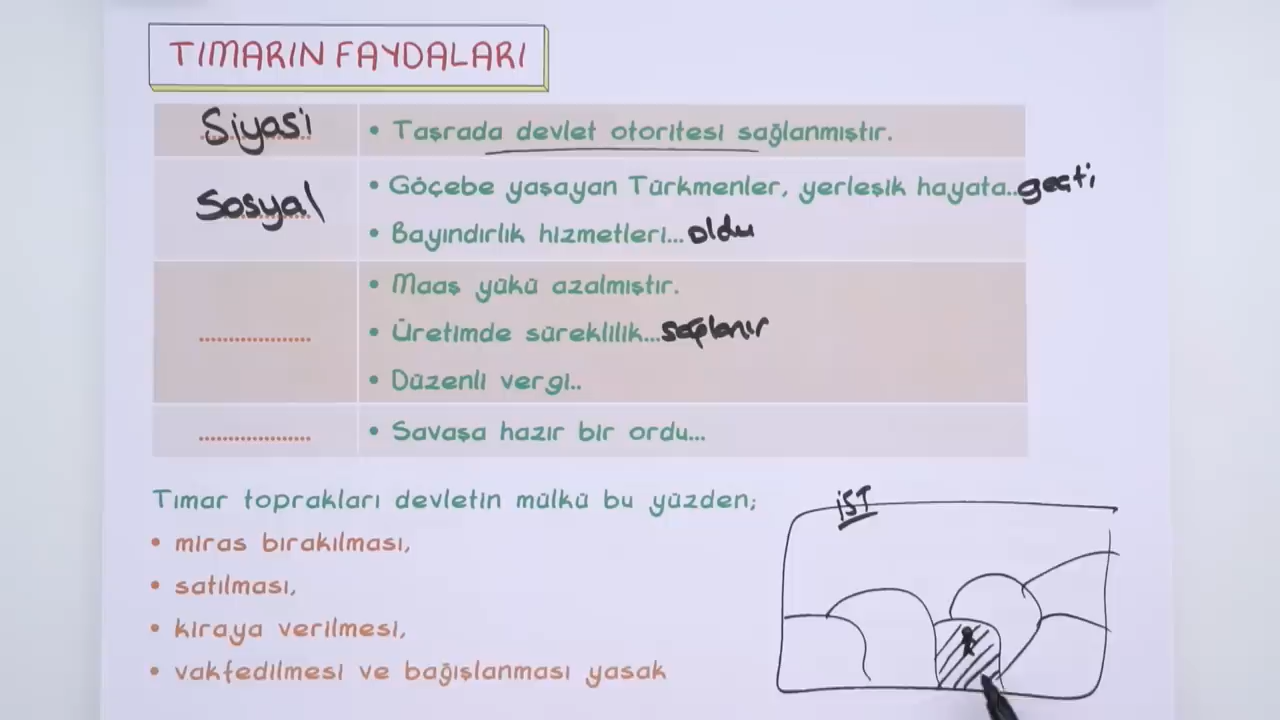 TIMARIN FAYDALARI
Siyasi
• Taşrada devlet otoritesi sağlanmıştır.
Sosyal
• Göçebe yaşayan Türkmenler, yerleşik hayata..geçti
• Bayındırlık hizmetleri...oldu
• Maaş yükü azalmıştır.
....................
• Üretimde süreklilik...sağlanır
• Düzenli vergi..
....................
• Savaşa hazır bir ordu...
Tımar toprakları devletin mülkü bu yüzden;
• miras bırakılması,
• satılması,
• kiraya verilmesi,
• vakfedilmesi ve bağışlanması yasak
İST